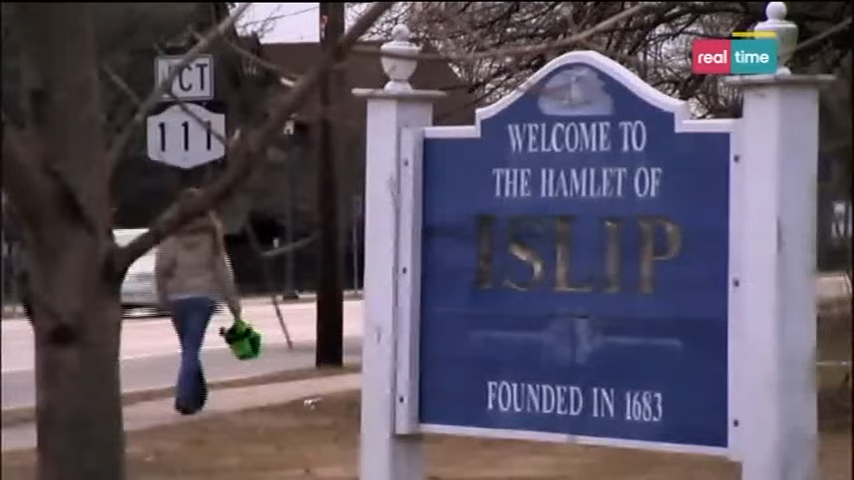 real time
JCT
111
WELCOME TO
THE HAMLET OF
ISLIP
FOUNDED IN 1683